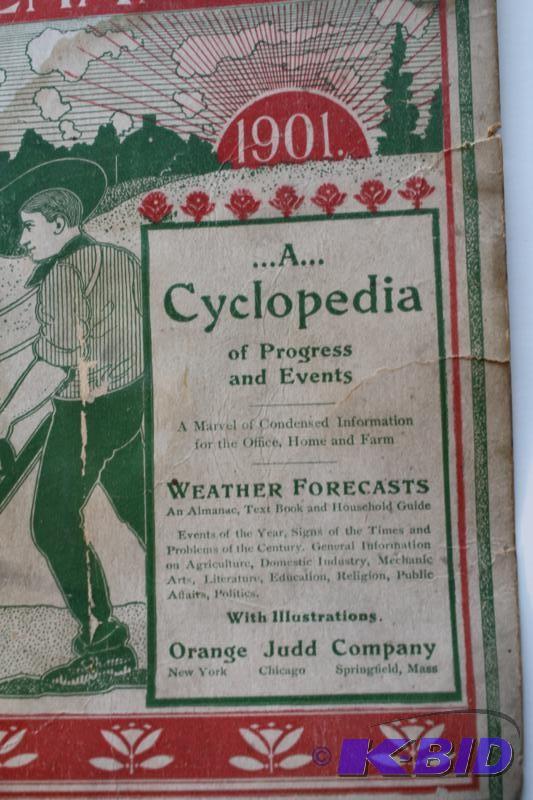 1901.
...A...
Cyclopedia
of Progress
and Events
A Marvel of Condensed Information
for the Office, Home and Farm
WEATHER FORECASTS
An Almanac, Text Book and Household Guide
Events of the Year, Signs of the Times and
Problems of the Century. General Information
on Agriculture, Domestic Industry, Mechanic
Arts, Literature, Education, Religion, Public
Affairs, Politics.
With Illustrations.
Orange Judd Company
New York Chicago Springfield, Mass
© K-BID